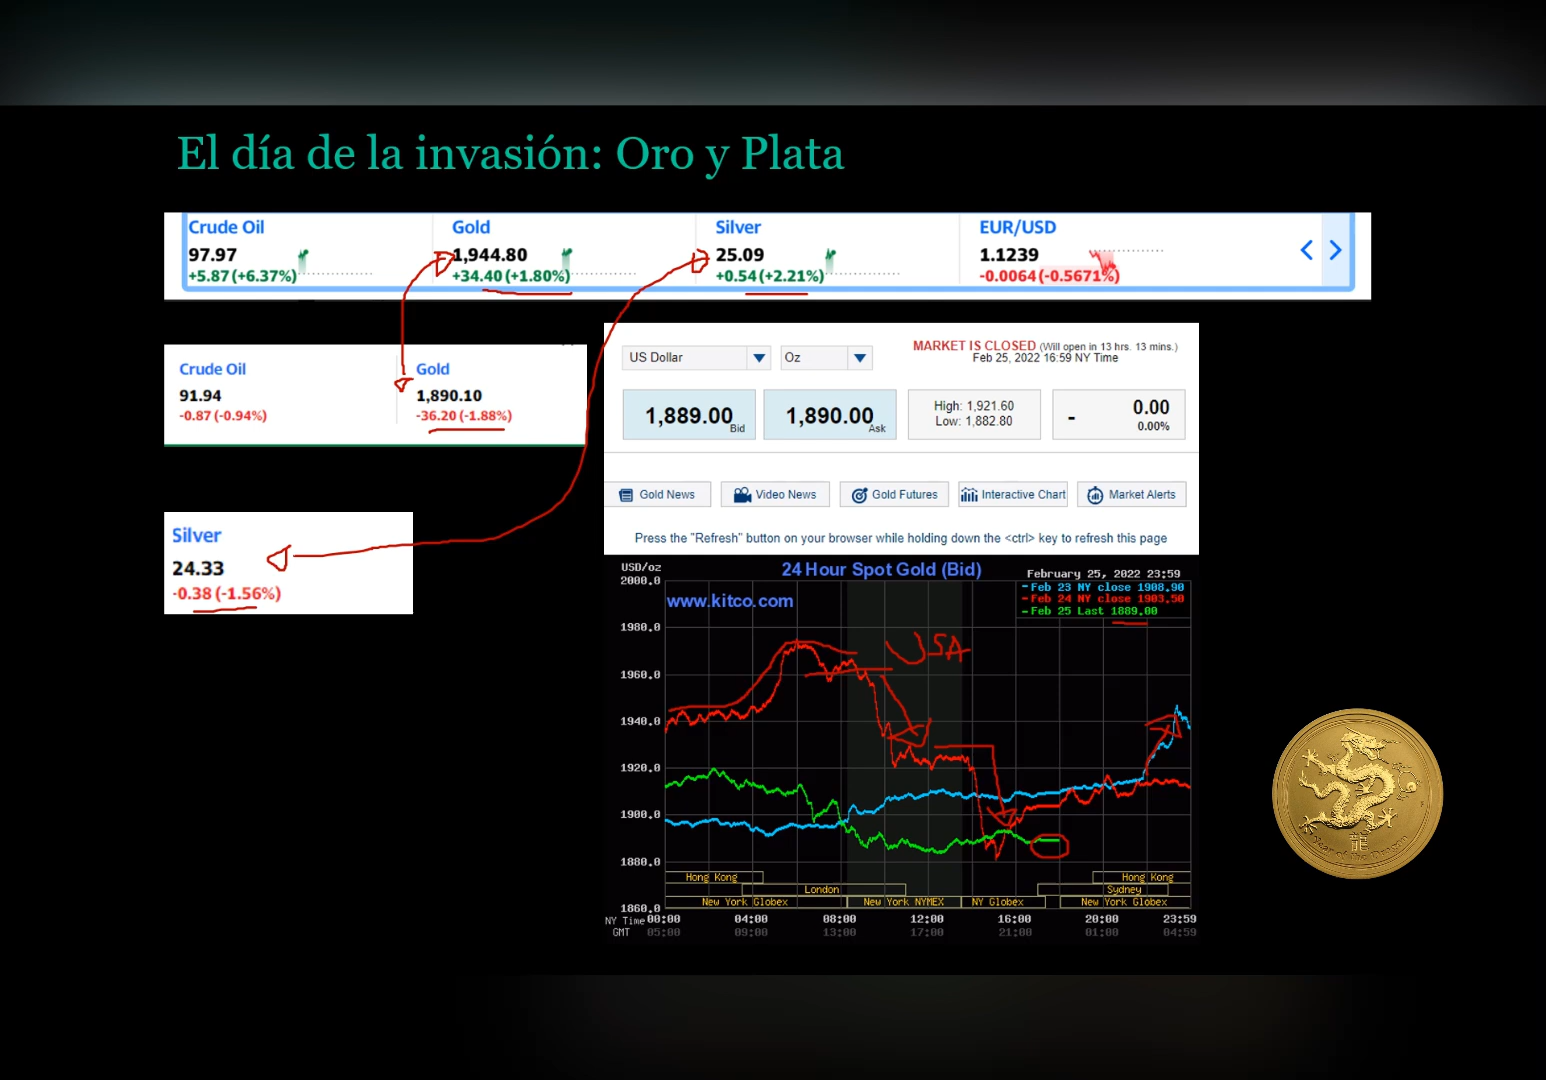 El día de la invasión: Oro y Plata
Crude Oil
97.97
+5.87 (+6.37%)
Gold
1,944.80
+34.40 (+1.80%)
Silver
25.09
+0.54 (+2.21%)
EUR/USD
1.1239
-0.0064 (-0.5671%)
Crude Oil
91.94
-0.87 (-0.94%)
Gold
1,890.10
-36.20 (-1.88%)
Silver
24.33
-0.38 (-1.56%)
US Dollar
Oz
MARKET IS CLOSED (Will open in 13 hrs. 13 mins.)
Feb 25, 2022 16:59 NY Time
1,889.00 Bid
1,890.00 Ask
High: 1,921.60
Low: 1,882.80
- 0.00
0.00%
Gold News
Video News
Gold Futures
Interactive Chart
Market Alerts
Press the "Refresh" button on your browser while holding down the <ctrl> key to refresh this page
USD/oz
24 Hour Spot Gold (Bid)
February 25, 2022 23:59
www.kitco.com
Feb 23 NY close 1908.90
Feb 24 NY close 1903.50
Feb 25 Last 1889.00
USA
2000.0
1980.0
1960.0
1940.0
1920.0
1900.0
1880.0
1860.0
Hong Kong
Hong Kong
London
Sydney
New York Globex
New York NYMEX
NY Globex
New York Globex
NY Time 00:00 04:00 08:00 12:00 16:00 20:00 23:59
GMT 05:00 09:00 13:00 17:00 21:00 01:00 04:59
龍
Year of the Dragon